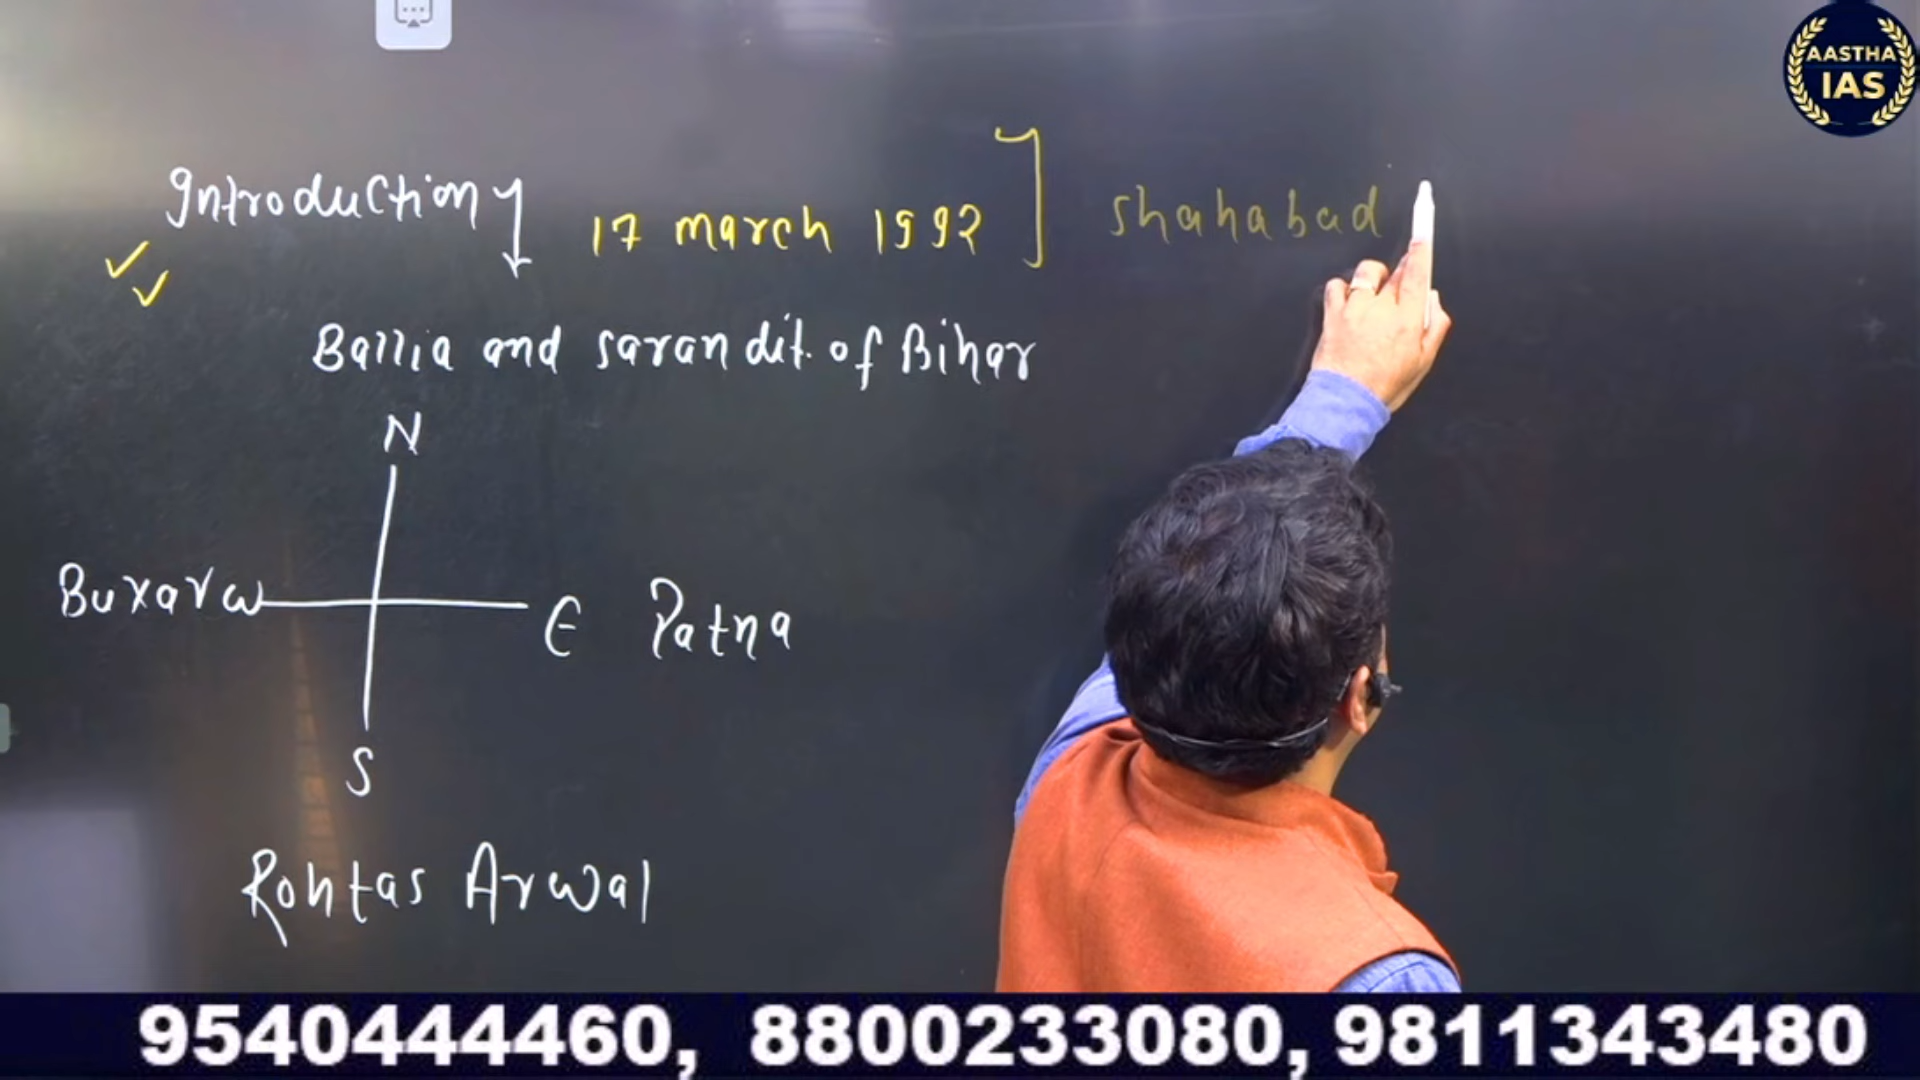 AASTHA
IAS
Introduction
17 march 1992
shahabad
Ballia and saran dit. of Bihar
N
Buxar W
E Patna
S
Rohtas Arwal
9540444460, 8800233080, 9811343480